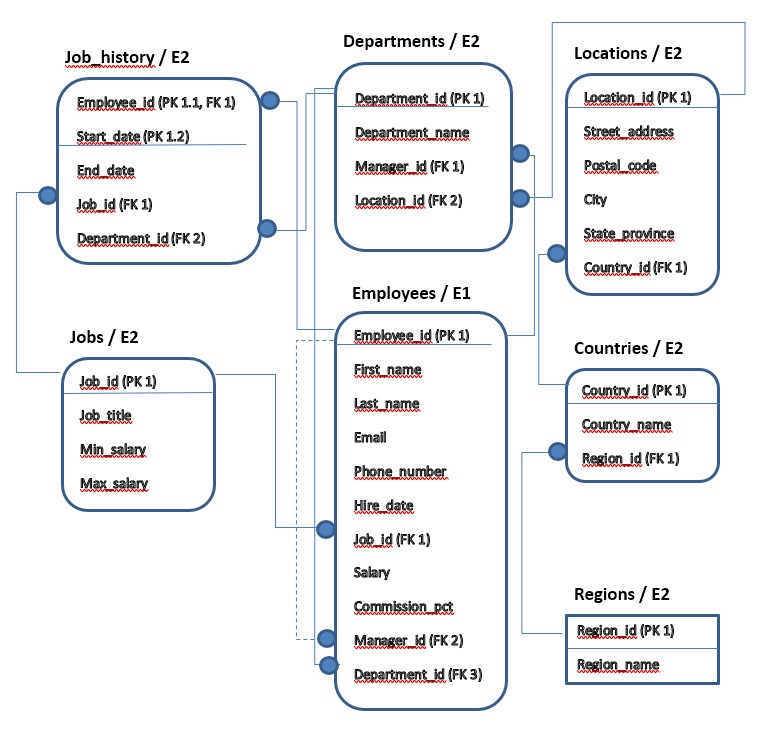 Job_history / E2
Employee_id (PK 1.1, FK 1)
Start_date (PK 1.2)
End_date
Job_id (FK 1)
Department_id (FK 2)
Departments / E2
Department_id (PK 1)
Department_name
Manager_id (FK 1)
Location_id (FK 2)
Locations / E2
Location_id (PK 1)
Street_address
Postal_code
City
State_province
Country_id (FK 1)
Jobs / E2
Job_id (PK 1)
Job_title
Min_salary
Max_salary
Employees / E1
Employee_id (PK 1)
First_name
Last_name
Email
Phone_number
Hire_date
Job_id (FK 1)
Salary
Commission_pct
Manager_id (FK 2)
Department_id (FK 3)
Countries / E2
Country_id (PK 1)
Country_name
Region_id (FK 1)
Regions / E2
Region_id (PK 1)
Region_name